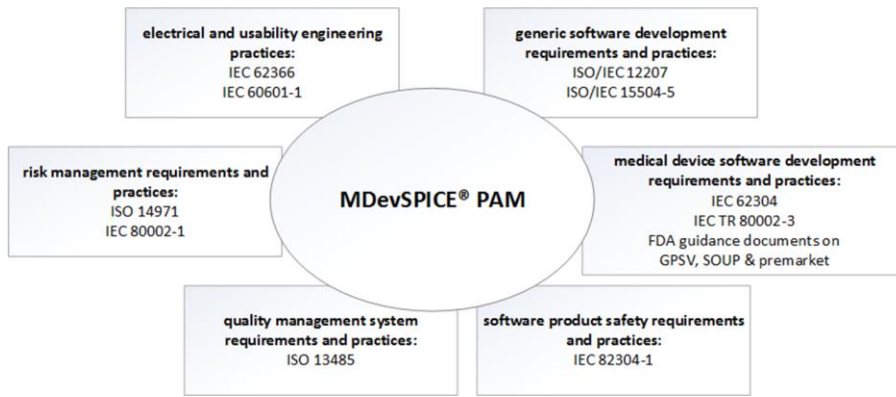 electrical and usability engineering
practices:
IEC 62366
IEC 60601-1
generic software development
requirements and practices:
ISO/IEC 12207
ISO/IEC 15504-5
risk management requirements and
practices:
ISO 14971
IEC 80002-1
MDevSPICE® PAM
medical device software development
requirements and practices:
IEC 62304
IEC TR 80002-3
FDA guidance documents on
GPSV, SOUP & premarket
quality management system
requirements and practices:
ISO 13485
software product safety requirements
and practices:
IEC 82304-1